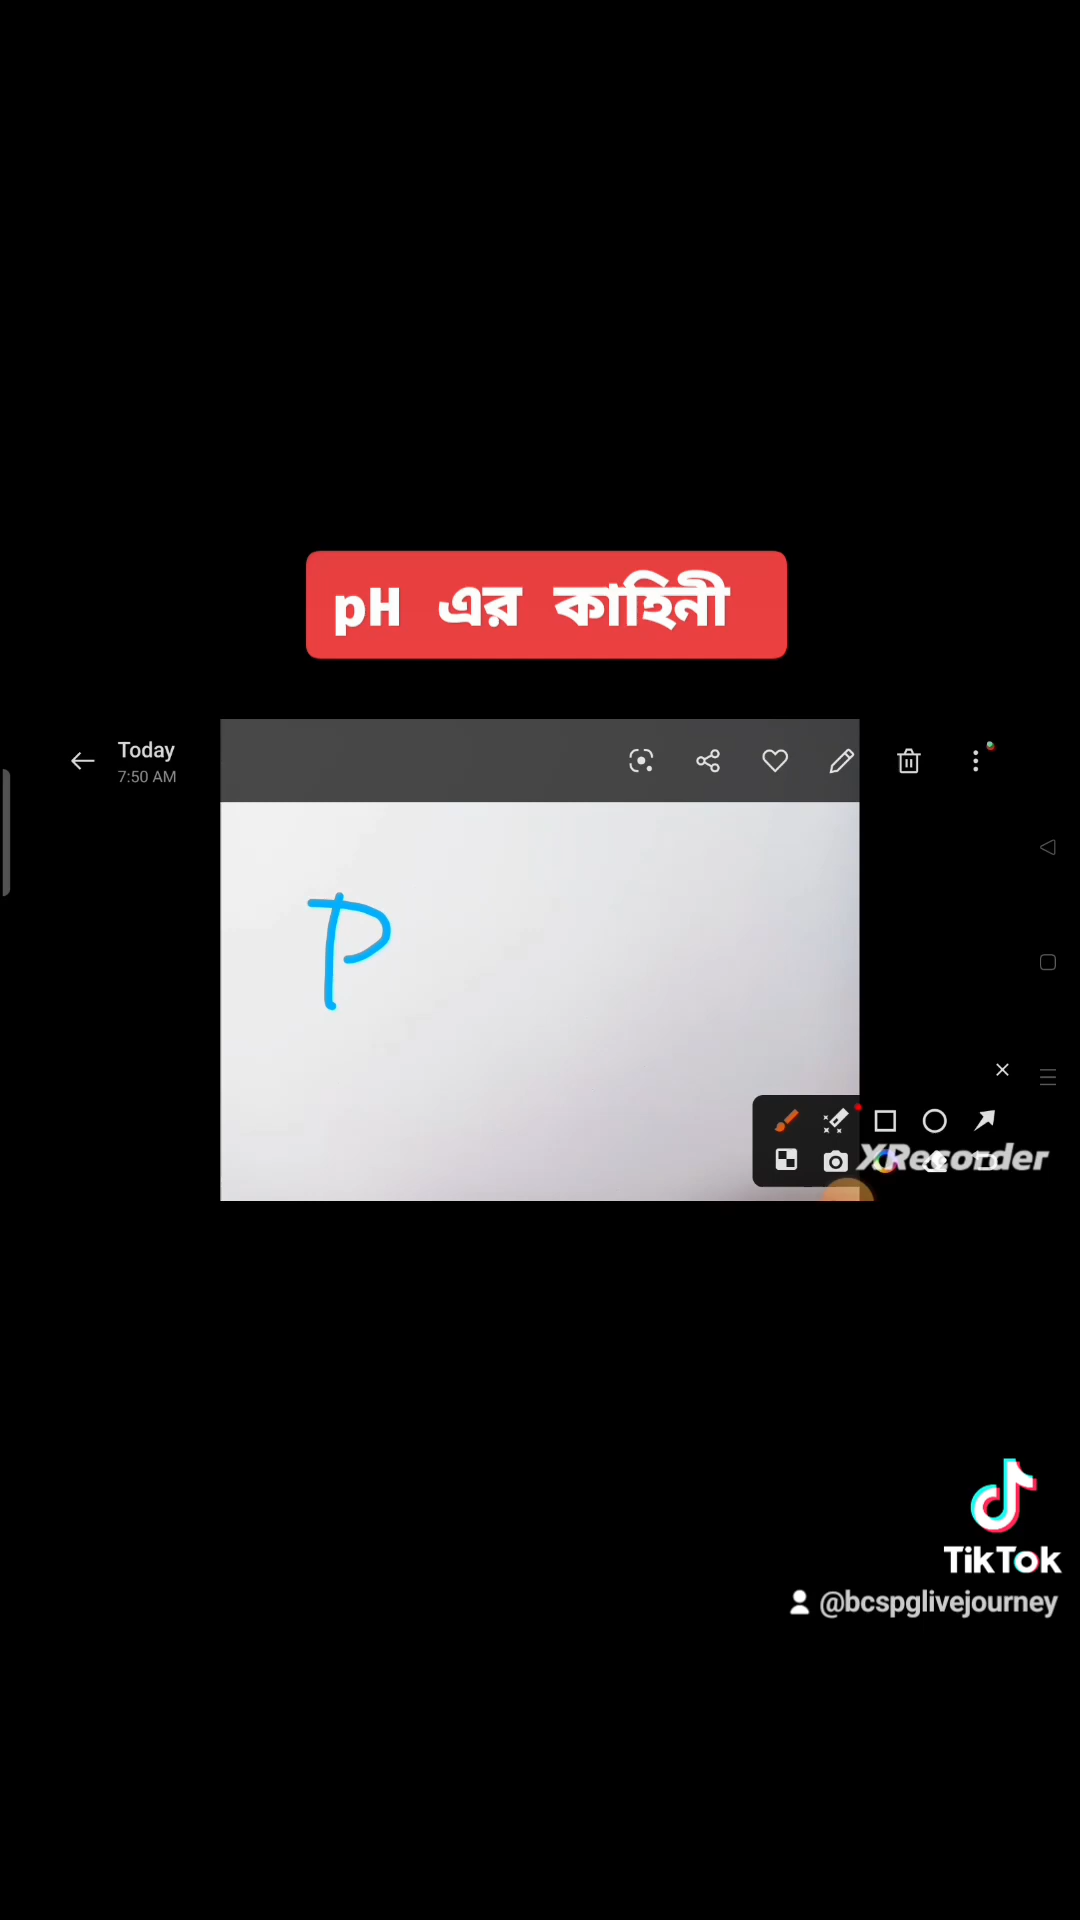 pH এর কাহিনী
Today
7:50 AM
P
XRecorder
TikTok
@bcspglivejourney